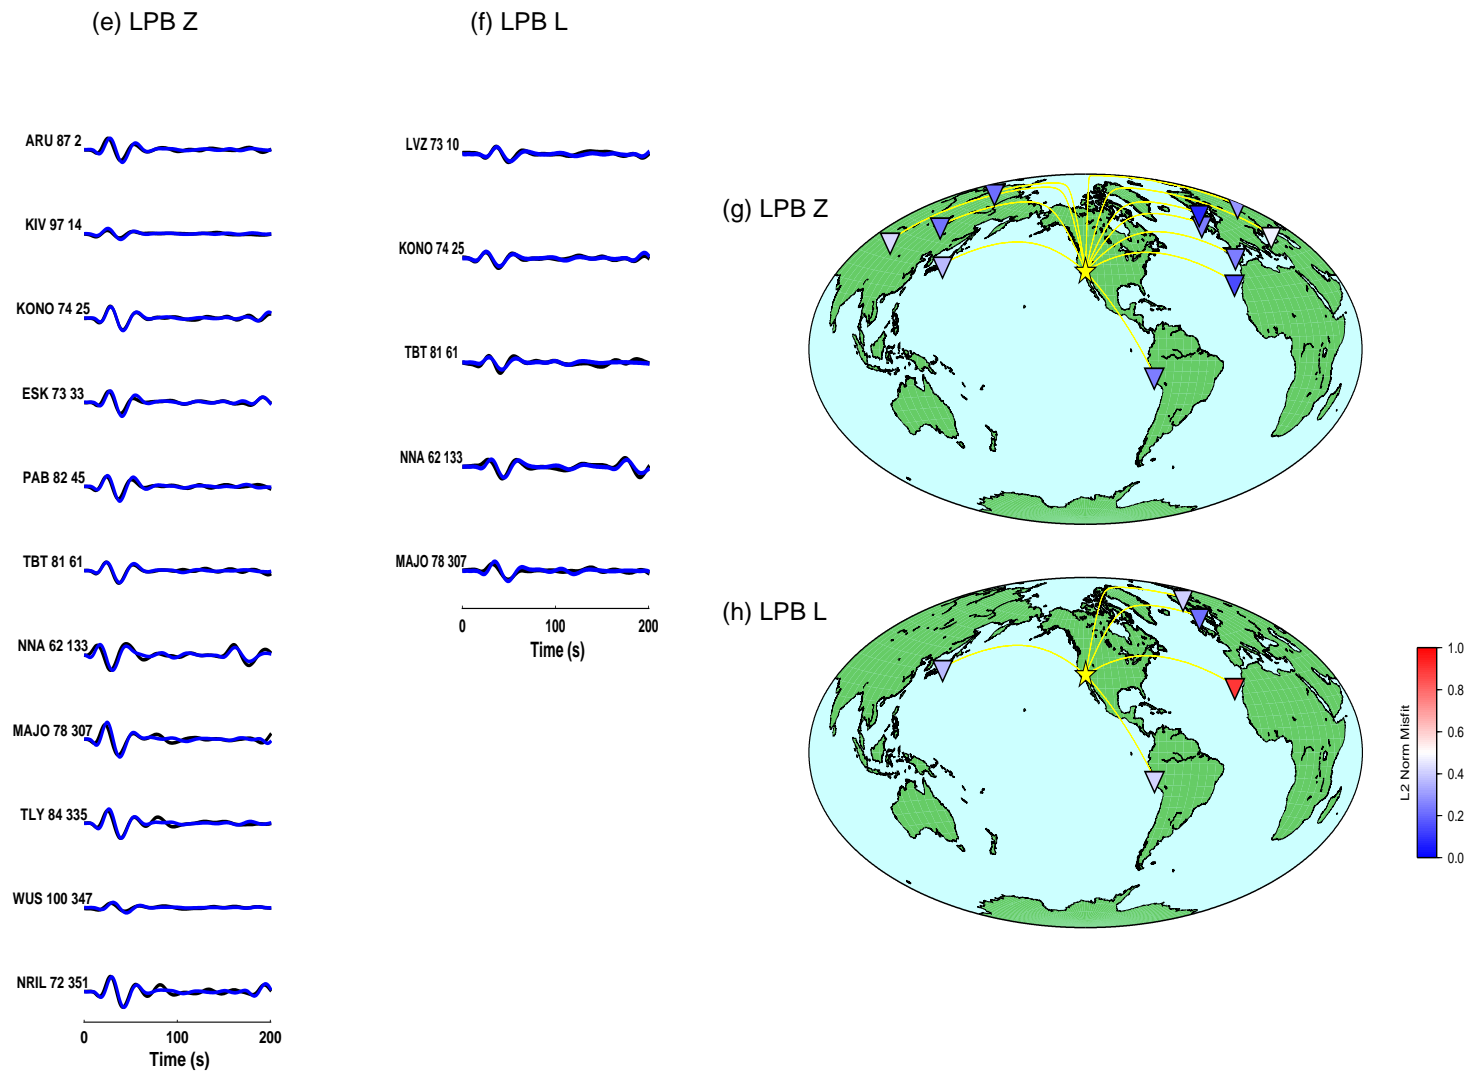 (e) LPB Z
ARU 87 2
KIV 97 14
KONO 74 25
ESK 73 33
PAB 82 45
TBT 81 61
NNA 62 133
MAJO 78 307
TLY 84 335
WUS 100 347
NRIL 72 351
0 100 200
Time (s)
(f) LPB L
LVZ 73 10
KONO 74 25
TBT 81 61
NNA 62 133
MAJO 78 307
0 100 200
Time (s)
(g) LPB Z
(h) LPB L
L2 Norm Misfit
1.0
0.8
0.6
0.4
0.2
0.0